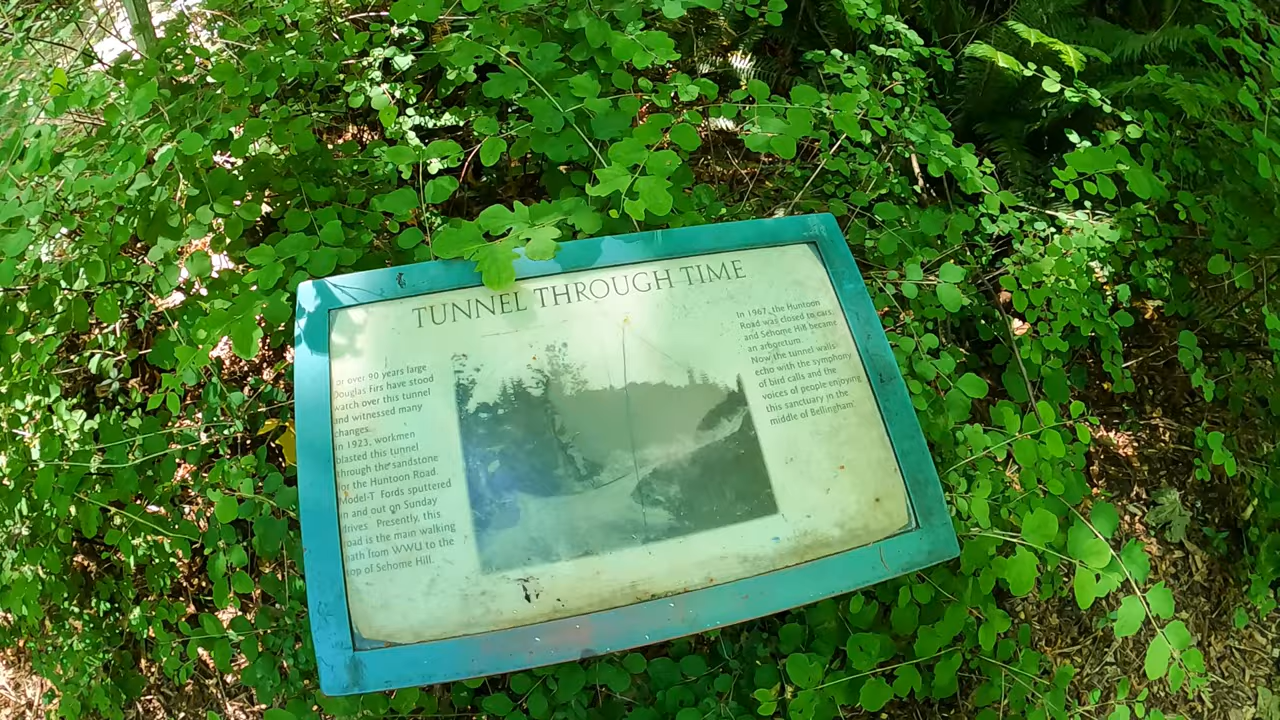 TUNNEL THROUGH TIME
or over 90 years large
Douglas Firs have stood
watch over this tunnel
and witnessed many
changes.
In 1923, workmen
blasted this tunnel
through the sandstone
for the Huntoon Road.
Model-T Fords sputtered
in and out on Sunday
drives. Presently, this
oad is the main walking
path from WWU to the
top of Sehome Hill.
In 1967, the Huntoon
Road was closed to cars,
and Sehome Hill became
an arboretum.
Now the tunnel walls
echo with the symphony
of bird calls and the
voices of people enjoying
this sanctuary in the
middle of Bellingham.